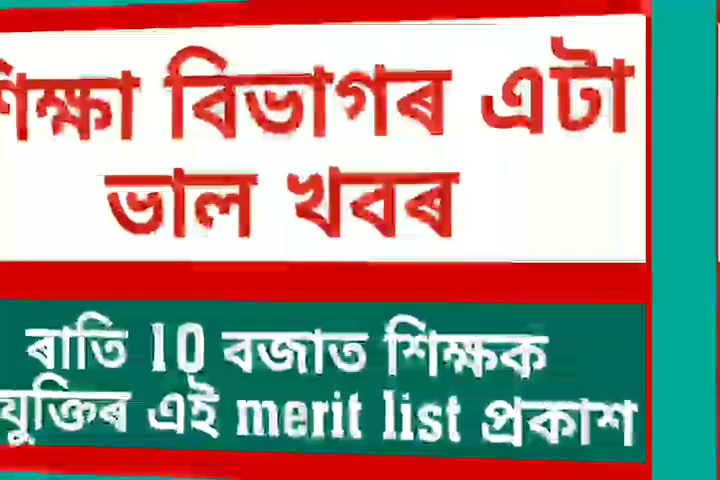 শিক্ষা বিভাগৰ এটা
ভাল খবৰ
ৰাতি 10 বজাত শিক্ষক
যুক্তিৰ এই merit list প্ৰকাশ